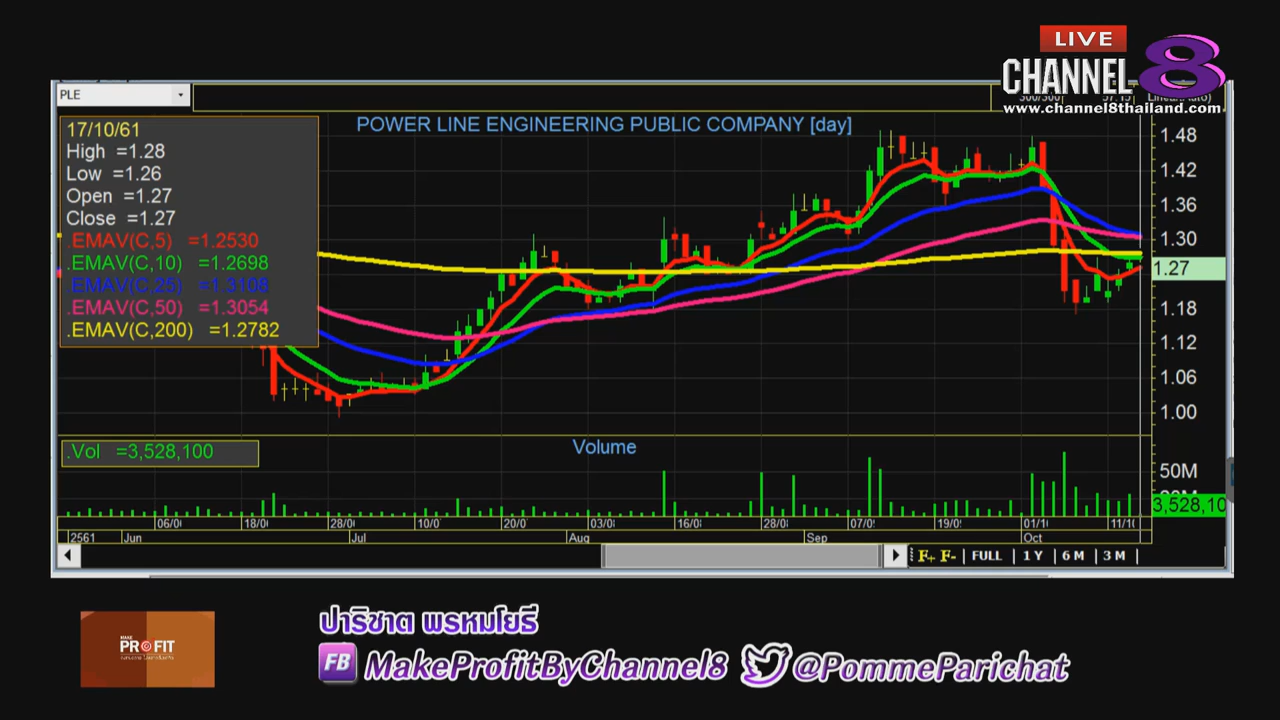 LIVE
CHANNEL 8
www.channel8thailand.com
PLE
POWER LINE ENGINEERING PUBLIC COMPANY [day]
17/10/61
High =1.28
Low =1.26
Open =1.27
Close =1.27
.EMAV(C,5) =1.2530
.EMAV(C,10) =1.2698
.EMAV(C,25) =1.3106
.EMAV(C,50) =1.3054
.EMAV(C,200) =1.2782
1.48
1.42
1.36
1.30
1.27
1.18
1.12
1.06
1.00
.Vol =3,528,100
Volume
50M
3,528,10
06/0 18/0 28/0 10/0 20/0 03/0 16/0 28/0 07/0 19/0 01/1 11/10
2561 Jun Jul Aug Sep Oct
F+ F- FULL 1 Y 6 M 3 M
MAKE
PROFIT
ปาริชาต พรหมโยธี
FB MakeProfitByChannel8 @PommeParichat